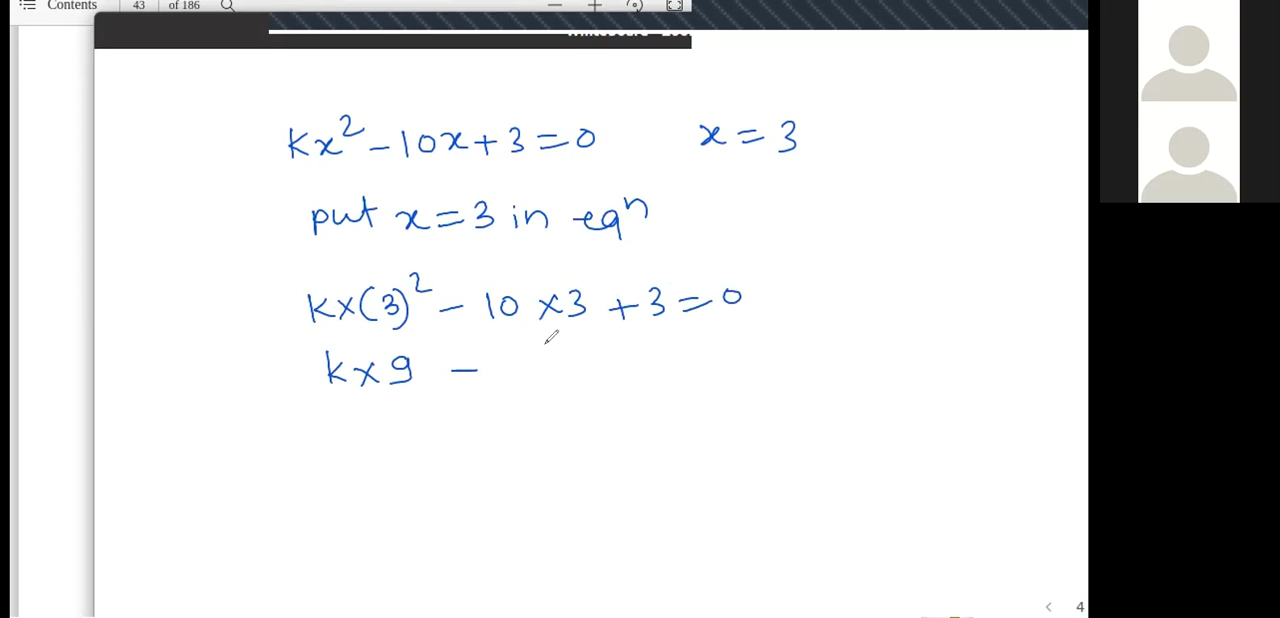 Contents 43 of 186
kx² - 10x + 3 = 0 x = 3
put x = 3 in eqⁿ
k×(3)² - 10 × 3 + 3 = 0
k × 9 -
< 4